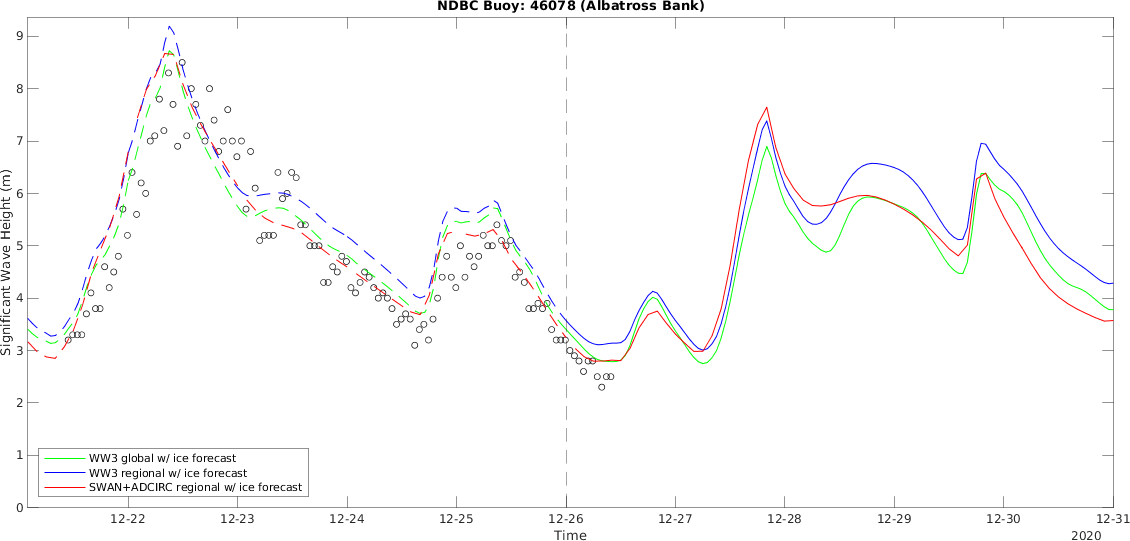 NDBC Buoy: 46078 (Albatross Bank)
Significant Wave Height (m)
9
8
7
6
5
4
3
2
1
0
WW3 global w/ ice forecast
WW3 regional w/ ice forecast
SWAN+ADCIRC regional w/ ice forecast
12-22 12-23 12-24 12-25 12-26 12-27 12-28 12-29 12-30 12-31
Time
2020